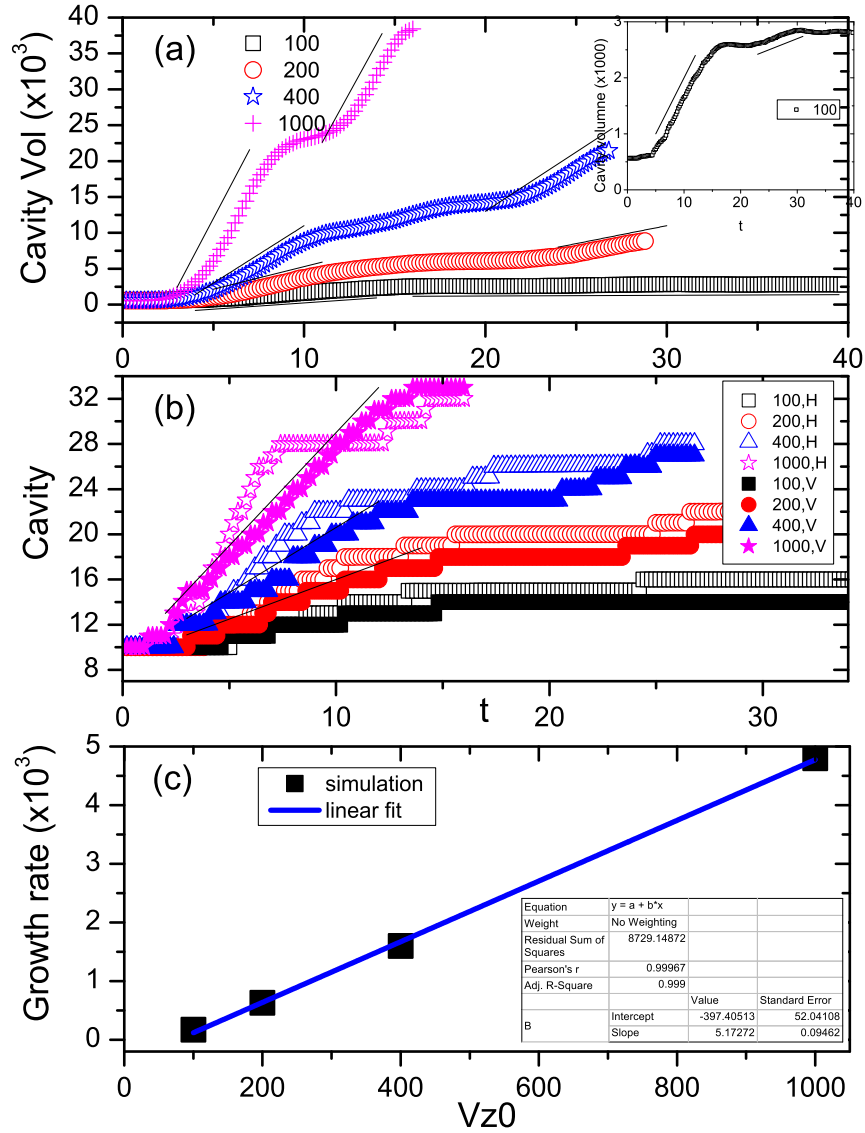 (a)
100
200
400
1000
Cavity Vol (x10³)
40
35
30
25
20
15
10
5
0
0 10 20 30 40
Cavity volumne (x1000)
3
2
1
0
100
0 10 20 30 40
t
(b)
Cavity
32
28
24
20
16
12
8
100,H
200,H
400,H
1000,H
100,V
200,V
400,V
1000,V
0 10 20 30
t
(c)
Growth rate (x10³)
5
4
3
2
1
0
simulation
linear fit
Equation y = a + b*x
Weight No Weighting
Residual Sum of Squares 8729.14872
Pearson's r 0.99967
Adj. R-Square 0.999
Value Standard Error
B Intercept -397.40513 52.04108
Slope 5.17272 0.09462
0 200 400 600 800 1000
Vz0